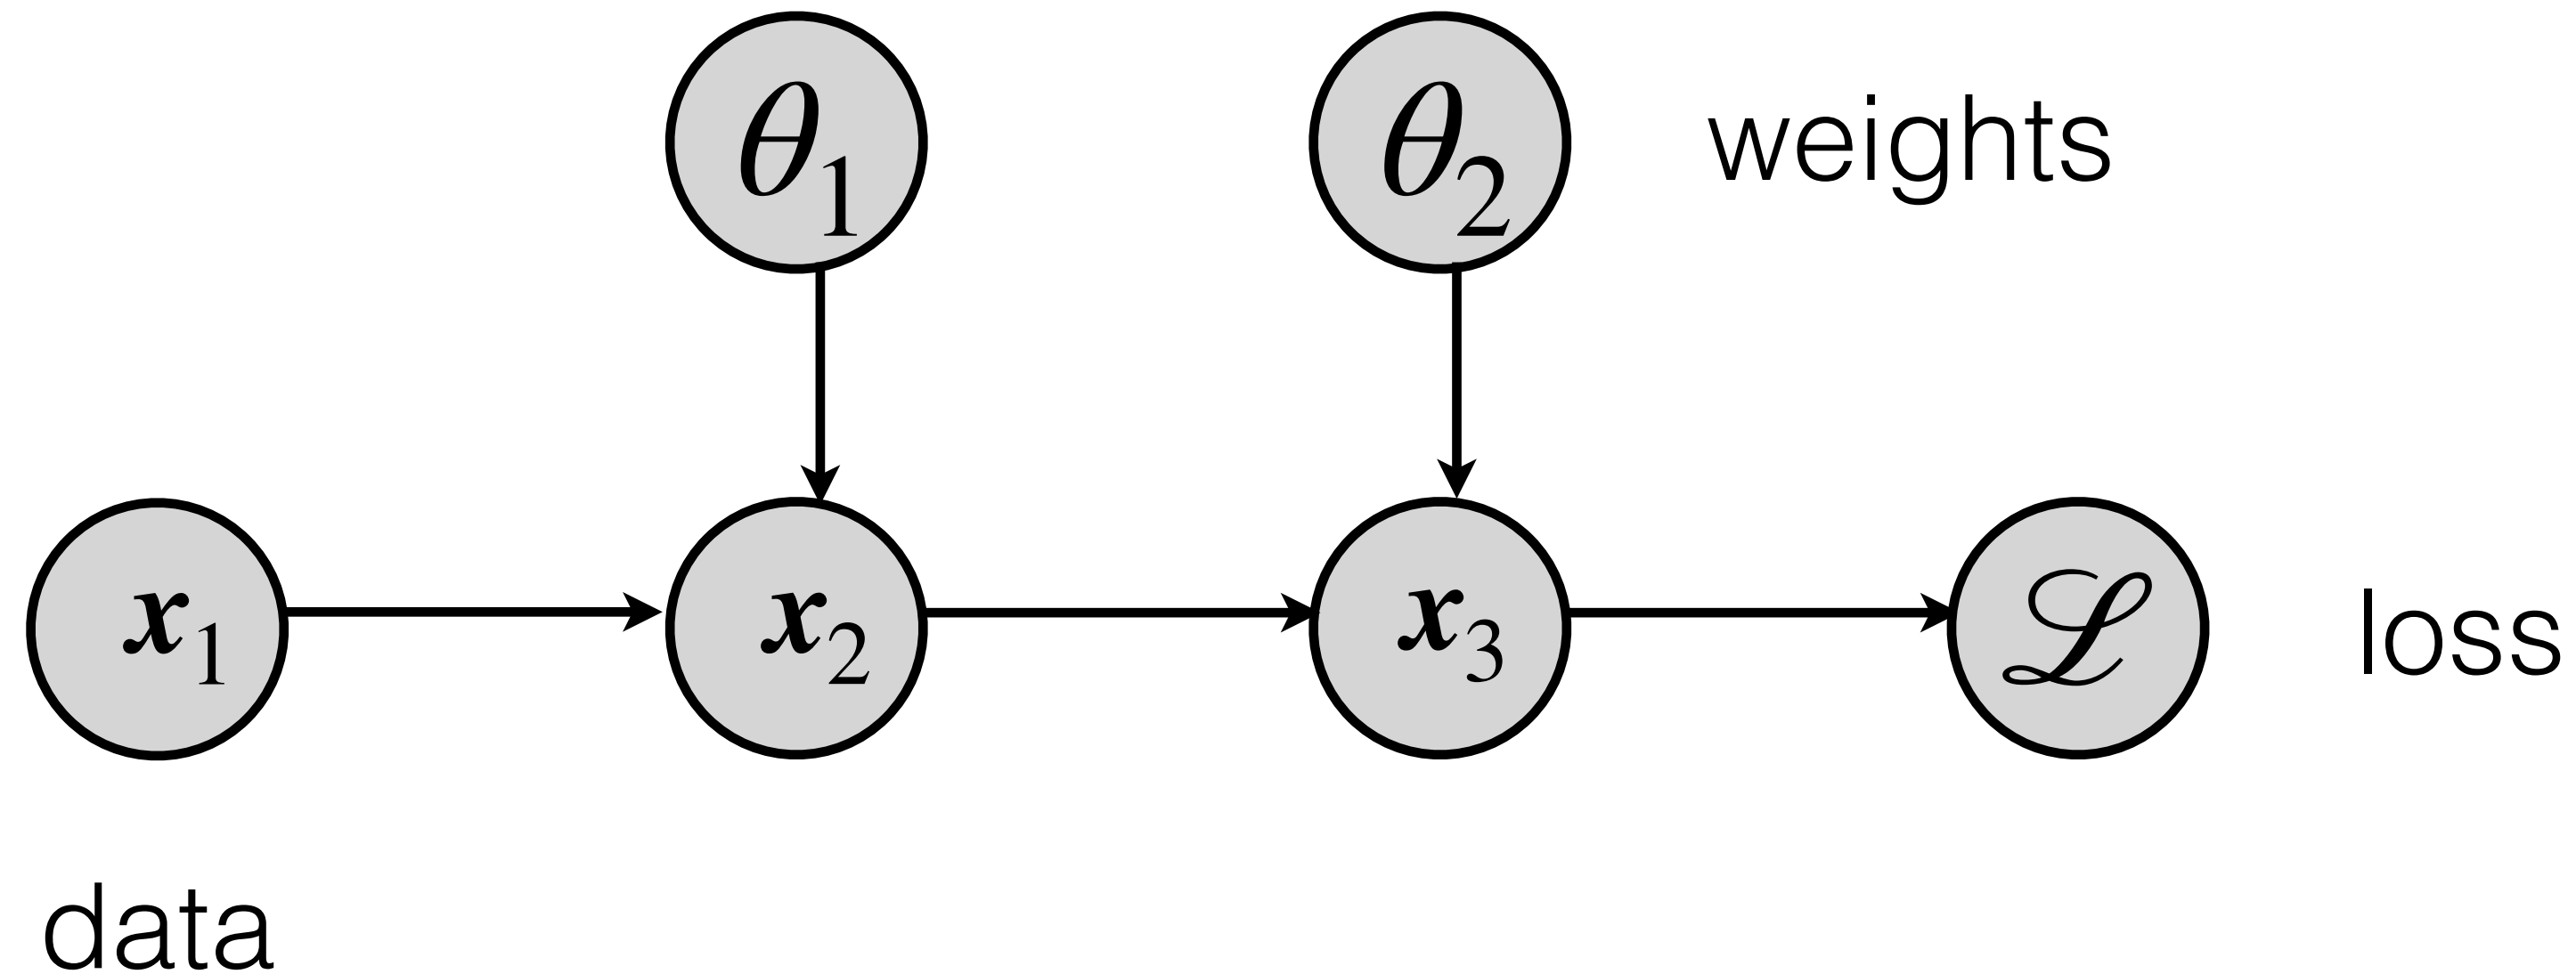 θ₁ θ₂ weights
x₁ x₂ x₃ ℒ loss
data